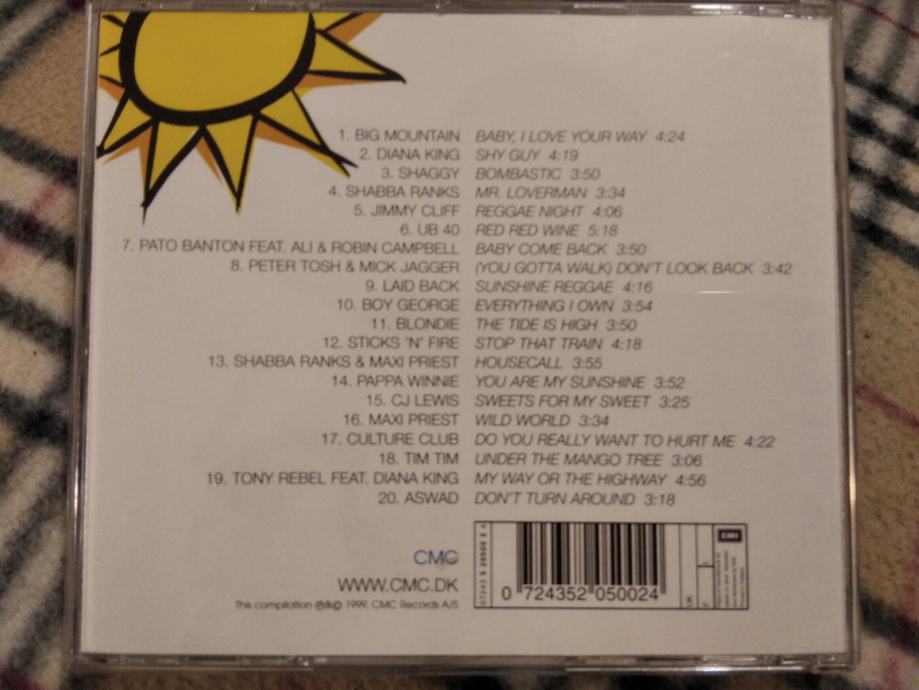 1. BIG MOUNTAIN BABY, I LOVE YOUR WAY 4:24
2. DIANA KING SHY GUY 4:19
3. SHAGGY BOMBASTIC 3:50
4. SHABBA RANKS MR. LOVERMAN 3:34
5. JIMMY CLIFF REGGAE NIGHT 4:06
6. UB 40 RED RED WINE 5:18
7. PATO BANTON FEAT. ALI & ROBIN CAMPBELL BABY COME BACK 3:50
8. PETER TOSH & MICK JAGGER (YOU GOTTA WALK) DON'T LOOK BACK 3:42
9. LAID BACK SUNSHINE REGGAE 4:16
10. BOY GEORGE EVERYTHING I OWN 3:54
11. BLONDIE THE TIDE IS HIGH 3:50
12. STICKS 'N' FIRE STOP THAT TRAIN 4:18
13. SHABBA RANKS & MAXI PRIEST HOUSECALL 3:55
14. PAPPA WINNIE YOU ARE MY SUNSHINE 3:52
15. CJ LEWIS SWEETS FOR MY SWEET 3:25
16. MAXI PRIEST WILD WORLD 3:34
17. CULTURE CLUB DO YOU REALLY WANT TO HURT ME 4:22
18. TIM TIM UNDER THE MANGO TREE 3:06
19. TONY REBEL FEAT. DIANA KING MY WAY OR THE HIGHWAY 4:56
20. ASWAD DON'T TURN AROUND 3:18
CMC
WWW.CMC.DK
This compilation ℗&© 1999, CMC Records A/S
0 724352 050024
EMI
UK:
F: